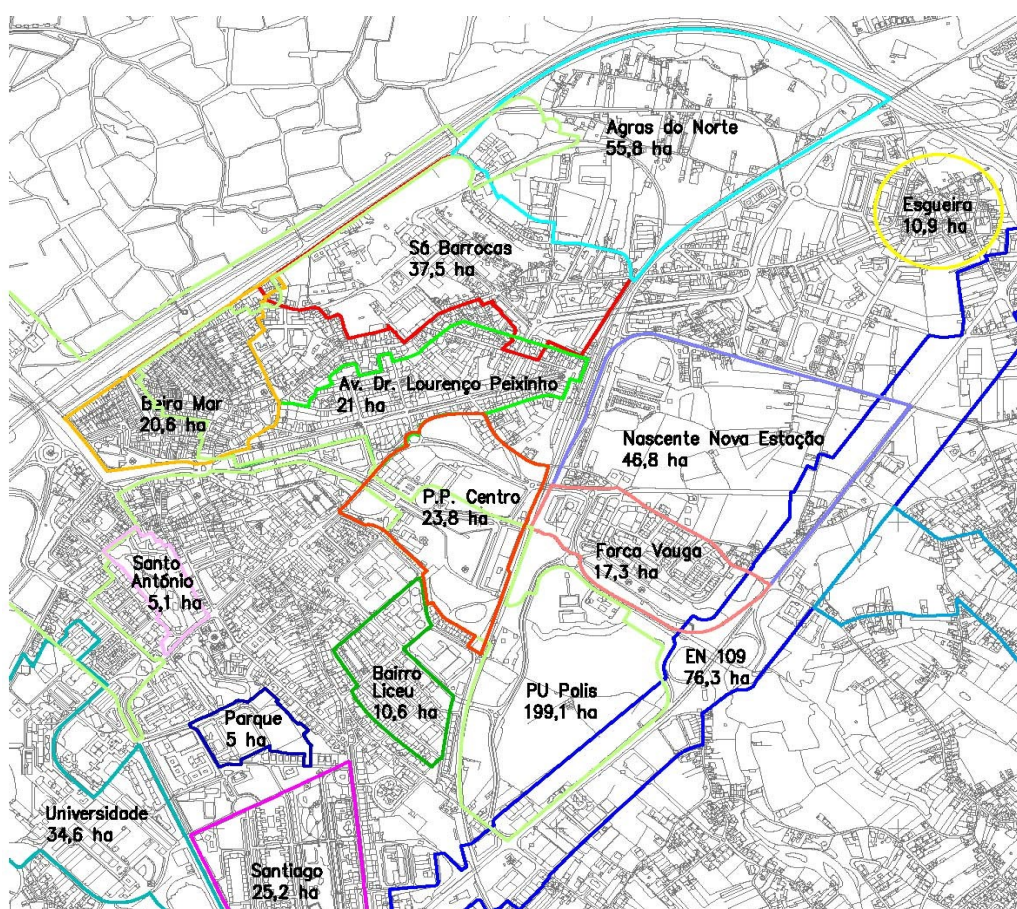 Agras do Norte
55,8 ha
Esgueira
10,9 ha
Sá Barrocas
37,5 ha
Av. Dr. Lourenço Peixinho
21 ha
Beira Mar
20,6 ha
Nascente Nova Estação
46,8 ha
P.P. Centro
23,8 ha
Forca Vouga
17,3 ha
Santo
António
5,1 ha
EN 109
76,3 ha
Bairro
Liceu
10,6 ha
PU Polis
199,1 ha
Parque
5 ha
Universidade
34,6 ha
Santiago
25,2 ha